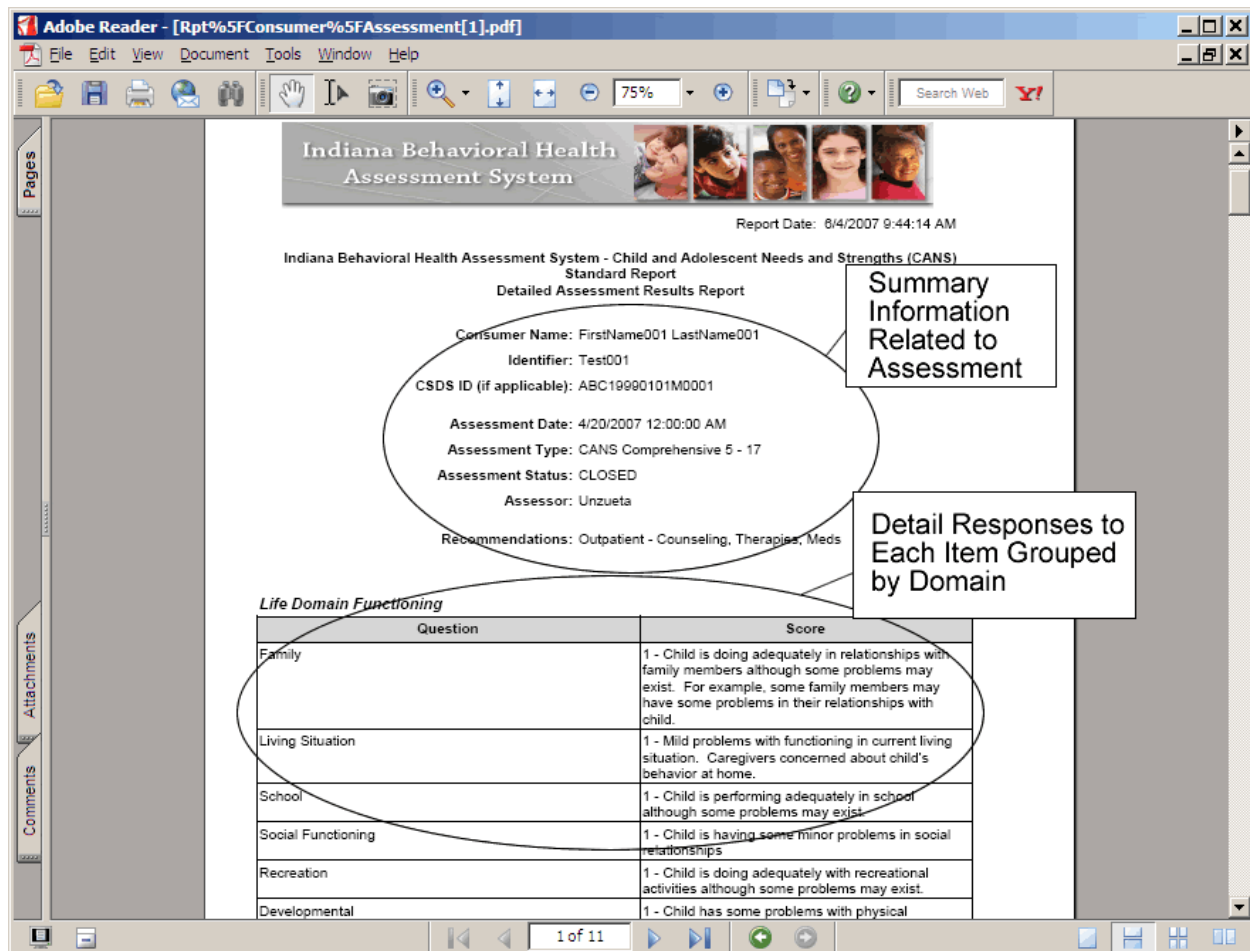 Adobe Reader - [Rpt%5FConsumer%5FAssessment[1].pdf]
File Edit View Document Tools Window Help
75%
Search Web
Y!
Pages
Attachments
Comments
Indiana Behavioral Health
Assessment System
Report Date: 6/4/2007 9:44:14 AM
Indiana Behavioral Health Assessment System - Child and Adolescent Needs and Strengths (CANS)
Standard Report
Detailed Assessment Results Report
Summary
Information
Related to
Assessment
Consumer Name: FirstName001 LastName001
Identifier: Test001
CSDS ID (if applicable): ABC19990101M0001
Assessment Date: 4/20/2007 12:00:00 AM
Assessment Type: CANS Comprehensive 5 - 17
Assessment Status: CLOSED
Assessor: Unzueta
Recommendations: Outpatient - Counseling, Therapies, Meds
Detail Responses to
Each Item Grouped
by Domain
Life Domain Functioning
Question Score
Family 1 - Child is doing adequately in relationships with
family members although some problems may
exist. For example, some family members may
have some problems in their relationships with
child.
Living Situation 1 - Mild problems with functioning in current living
situation. Caregivers concerned about child's
behavior at home.
School 1 - Child is performing adequately in school
although some problems may exist.
Social Functioning 1 - Child is having some minor problems in social
relationships
Recreation 1 - Child is doing adequately with recreational
activities although some problems may exist.
Developmental 1 - Child has some problems with physical
1 of 11